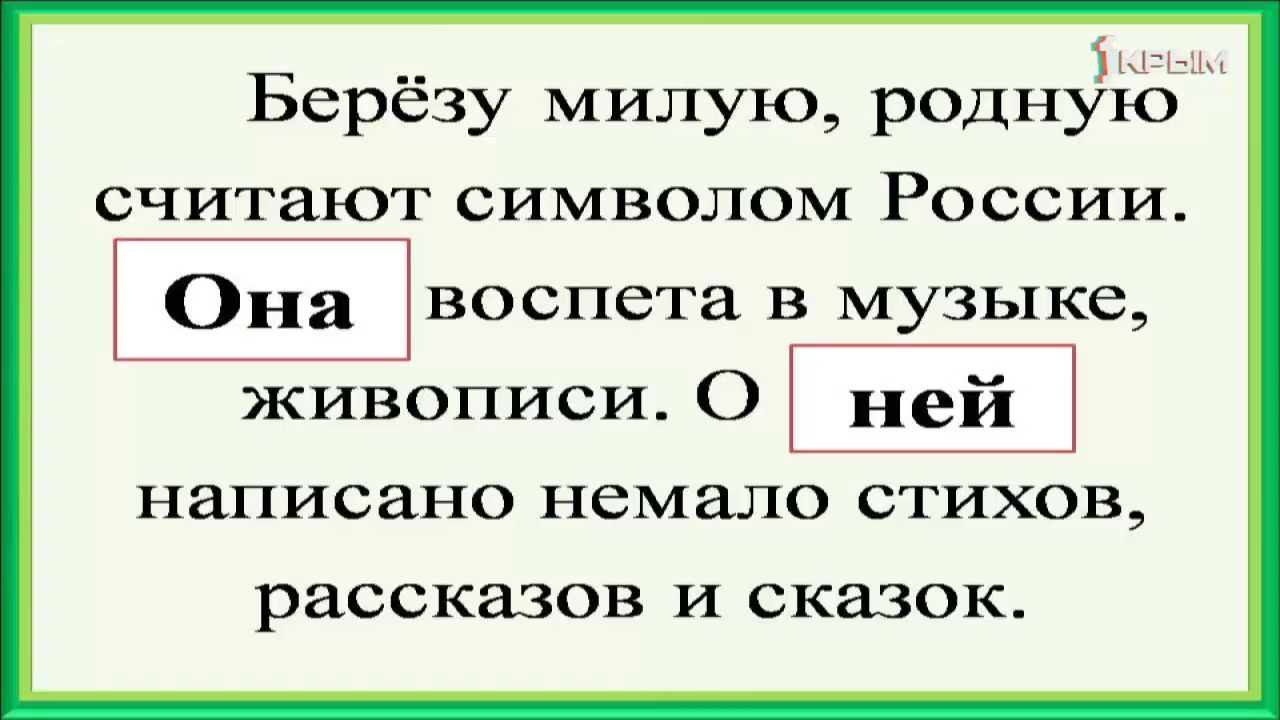 1 КРЫМ
Берёзу милую, родную
считают символом России.
Она воспета в музыке,
живописи. О ней
написано немало стихов,
рассказов и сказок.